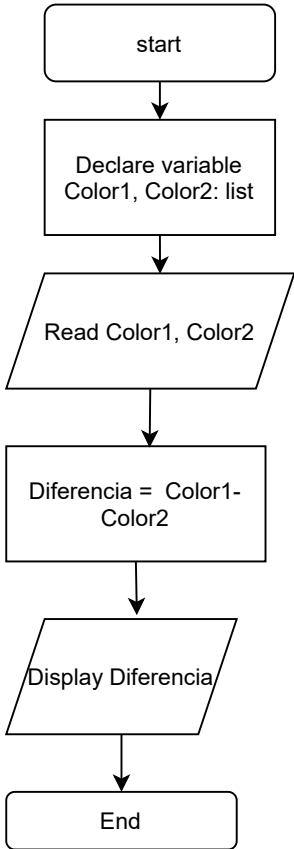 start
Declare variable
Color1, Color2: list
Read Color1, Color2
Diferencia =  Color1-
Color2
Display Diferencia
End